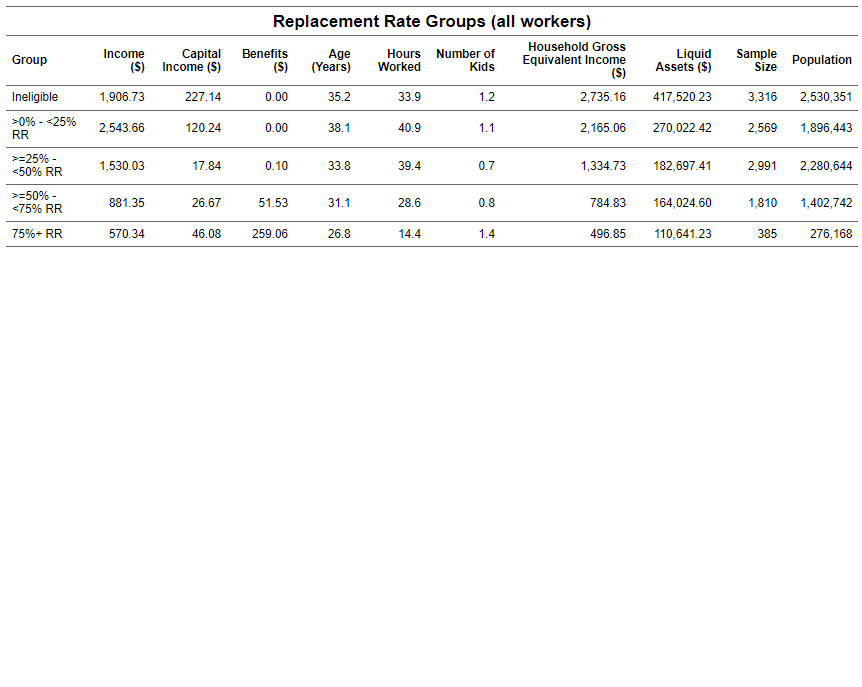 Replacement Rate Groups (all workers)
Group Income ($) Capital Income ($) Benefits ($) Age (Years) Hours Worked Number of Kids Household Gross Equivalent Income ($) Liquid Assets ($) Sample Size Population
Ineligible 1,906.73 227.14 0.00 35.2 33.9 1.2 2,735.16 417,520.23 3,316 2,530,351
>0% - <25% RR 2,543.66 120.24 0.00 38.1 40.9 1.1 2,165.06 270,022.42 2,569 1,896,443
>=25% - <50% RR 1,530.03 17.84 0.10 33.8 39.4 0.7 1,334.73 182,697.41 2,991 2,280,644
>=50% - <75% RR 881.35 26.67 51.53 31.1 28.6 0.8 784.83 164,024.60 1,810 1,402,742
75%+ RR 570.34 46.08 259.06 26.8 14.4 1.4 496.85 110,641.23 385 276,168